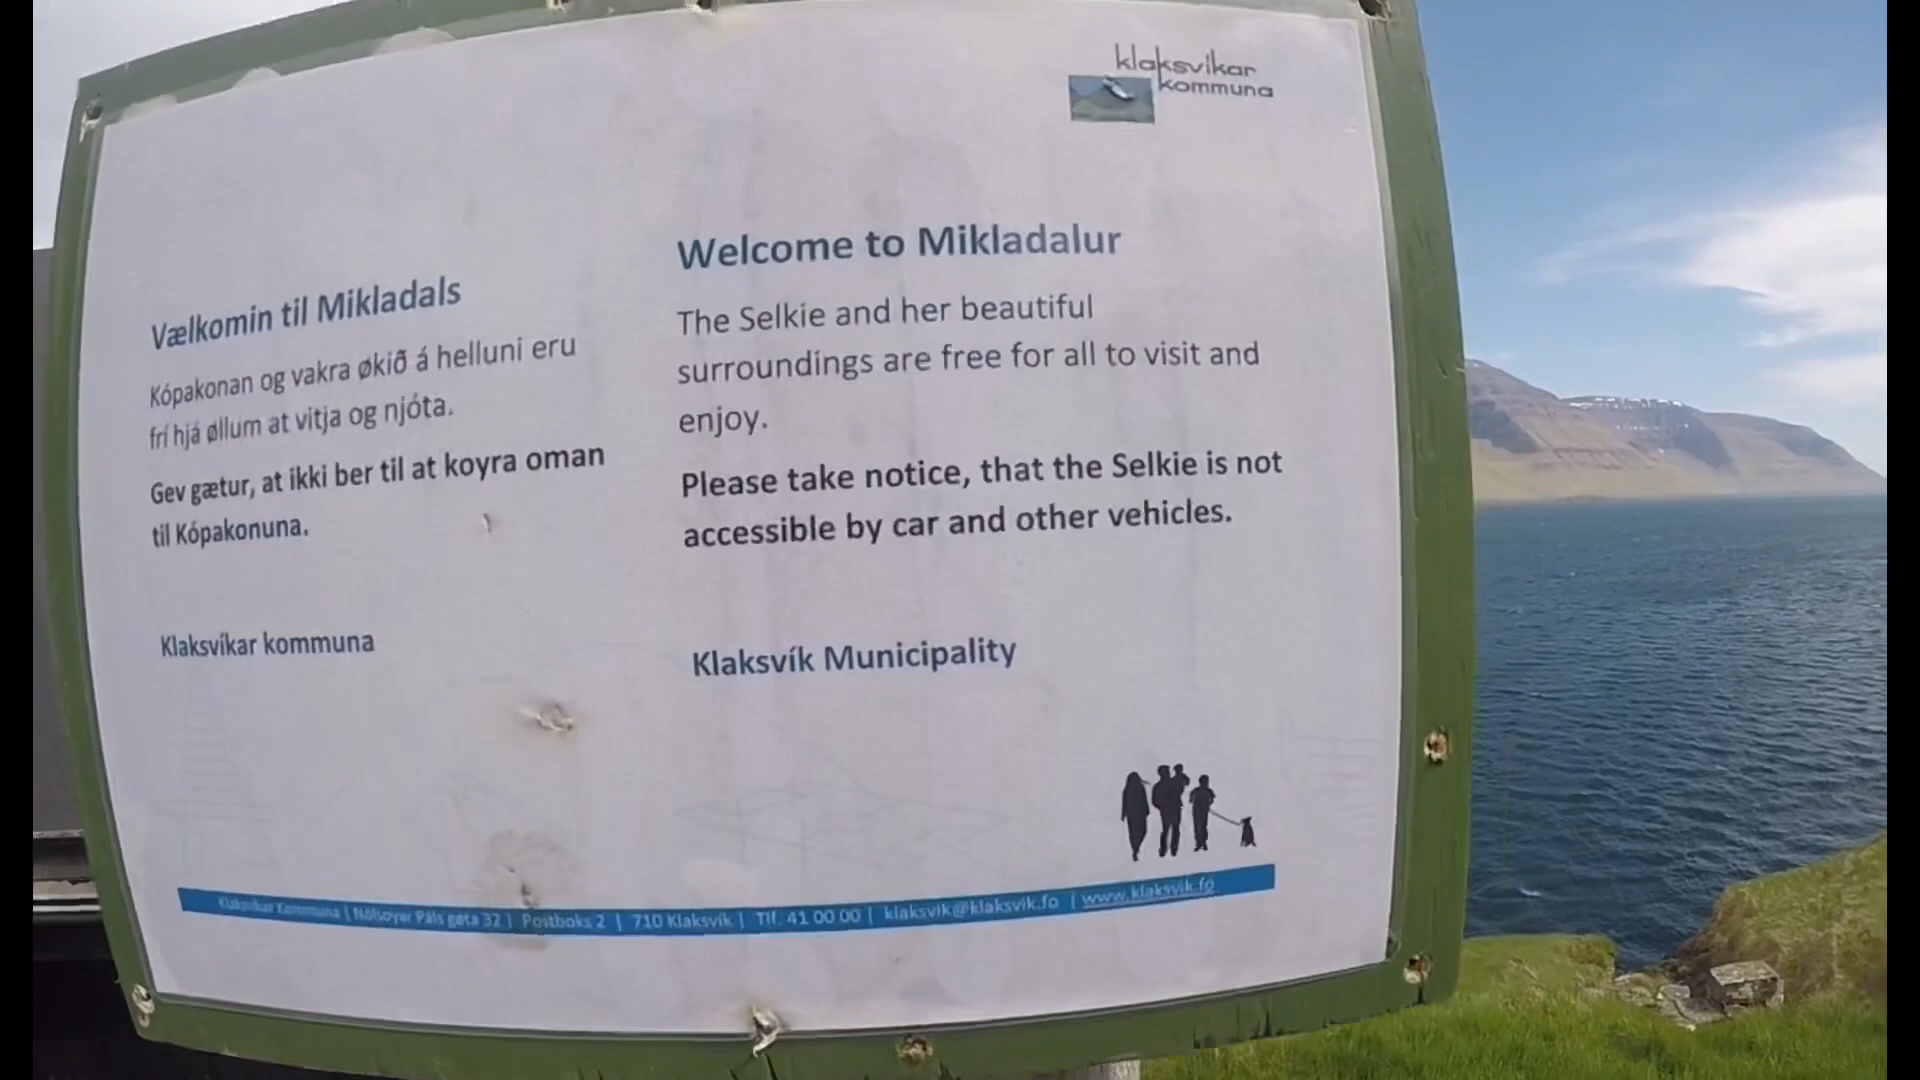 klaksvíkar
kommuna
Vælkomin til Mikladals
Kópakonan og vakra økið á helluni eru
frí hjá øllum at vitja og njóta.
Gev gætur, at ikki ber til at koyra oman
til Kópakonuna.
Klaksvíkar kommuna
Welcome to Mikladalur
The Selkie and her beautiful
surroundings are free for all to visit and
enjoy.
Please take notice, that the Selkie is not
accessible by car and other vehicles.
Klaksvík Municipality
Klaksvíkar Kommuna | Nólsoyar Páls gøta 32 | Postboks 2 | 710 Klaksvík | Tlf. 41 00 00 | klaksvik@klaksvik.fo | www.klaksvik.fo